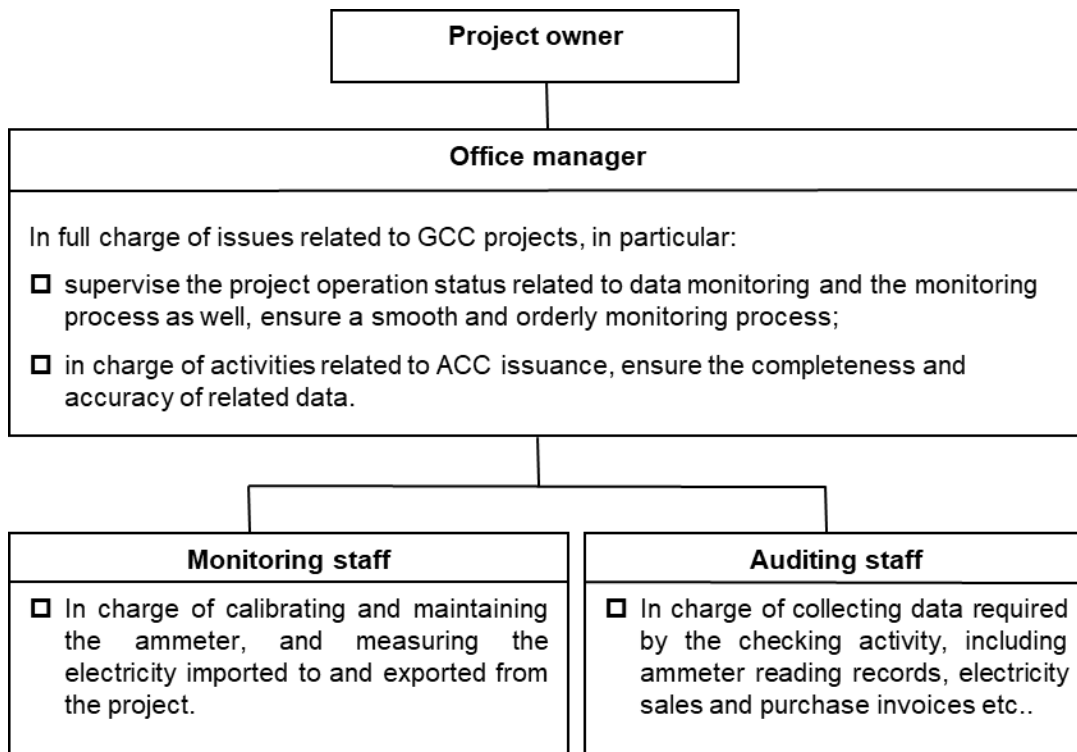 Project owner
Office manager
In full charge of issues related to GCC projects, in particular:
supervise the project operation status related to data monitoring and the monitoring
process as well, ensure a smooth and orderly monitoring process;
in charge of activities related to ACC issuance, ensure the completeness and
accuracy of related data.
Monitoring staff
In charge of calibrating and maintaining
the ammeter, and measuring the
electricity imported to and exported from
the project.
Auditing staff
In charge of collecting data required
by the checking activity, including
ammeter reading records, electricity
sales and purchase invoices etc..